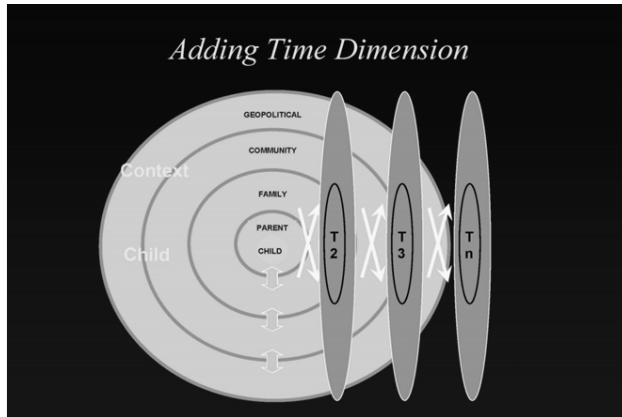 Adding Time Dimension
GEOPOLITICAL
COMMUNITY
Context
FAMILY
PARENT
CHILD
Child
T
2
T
3
T
n